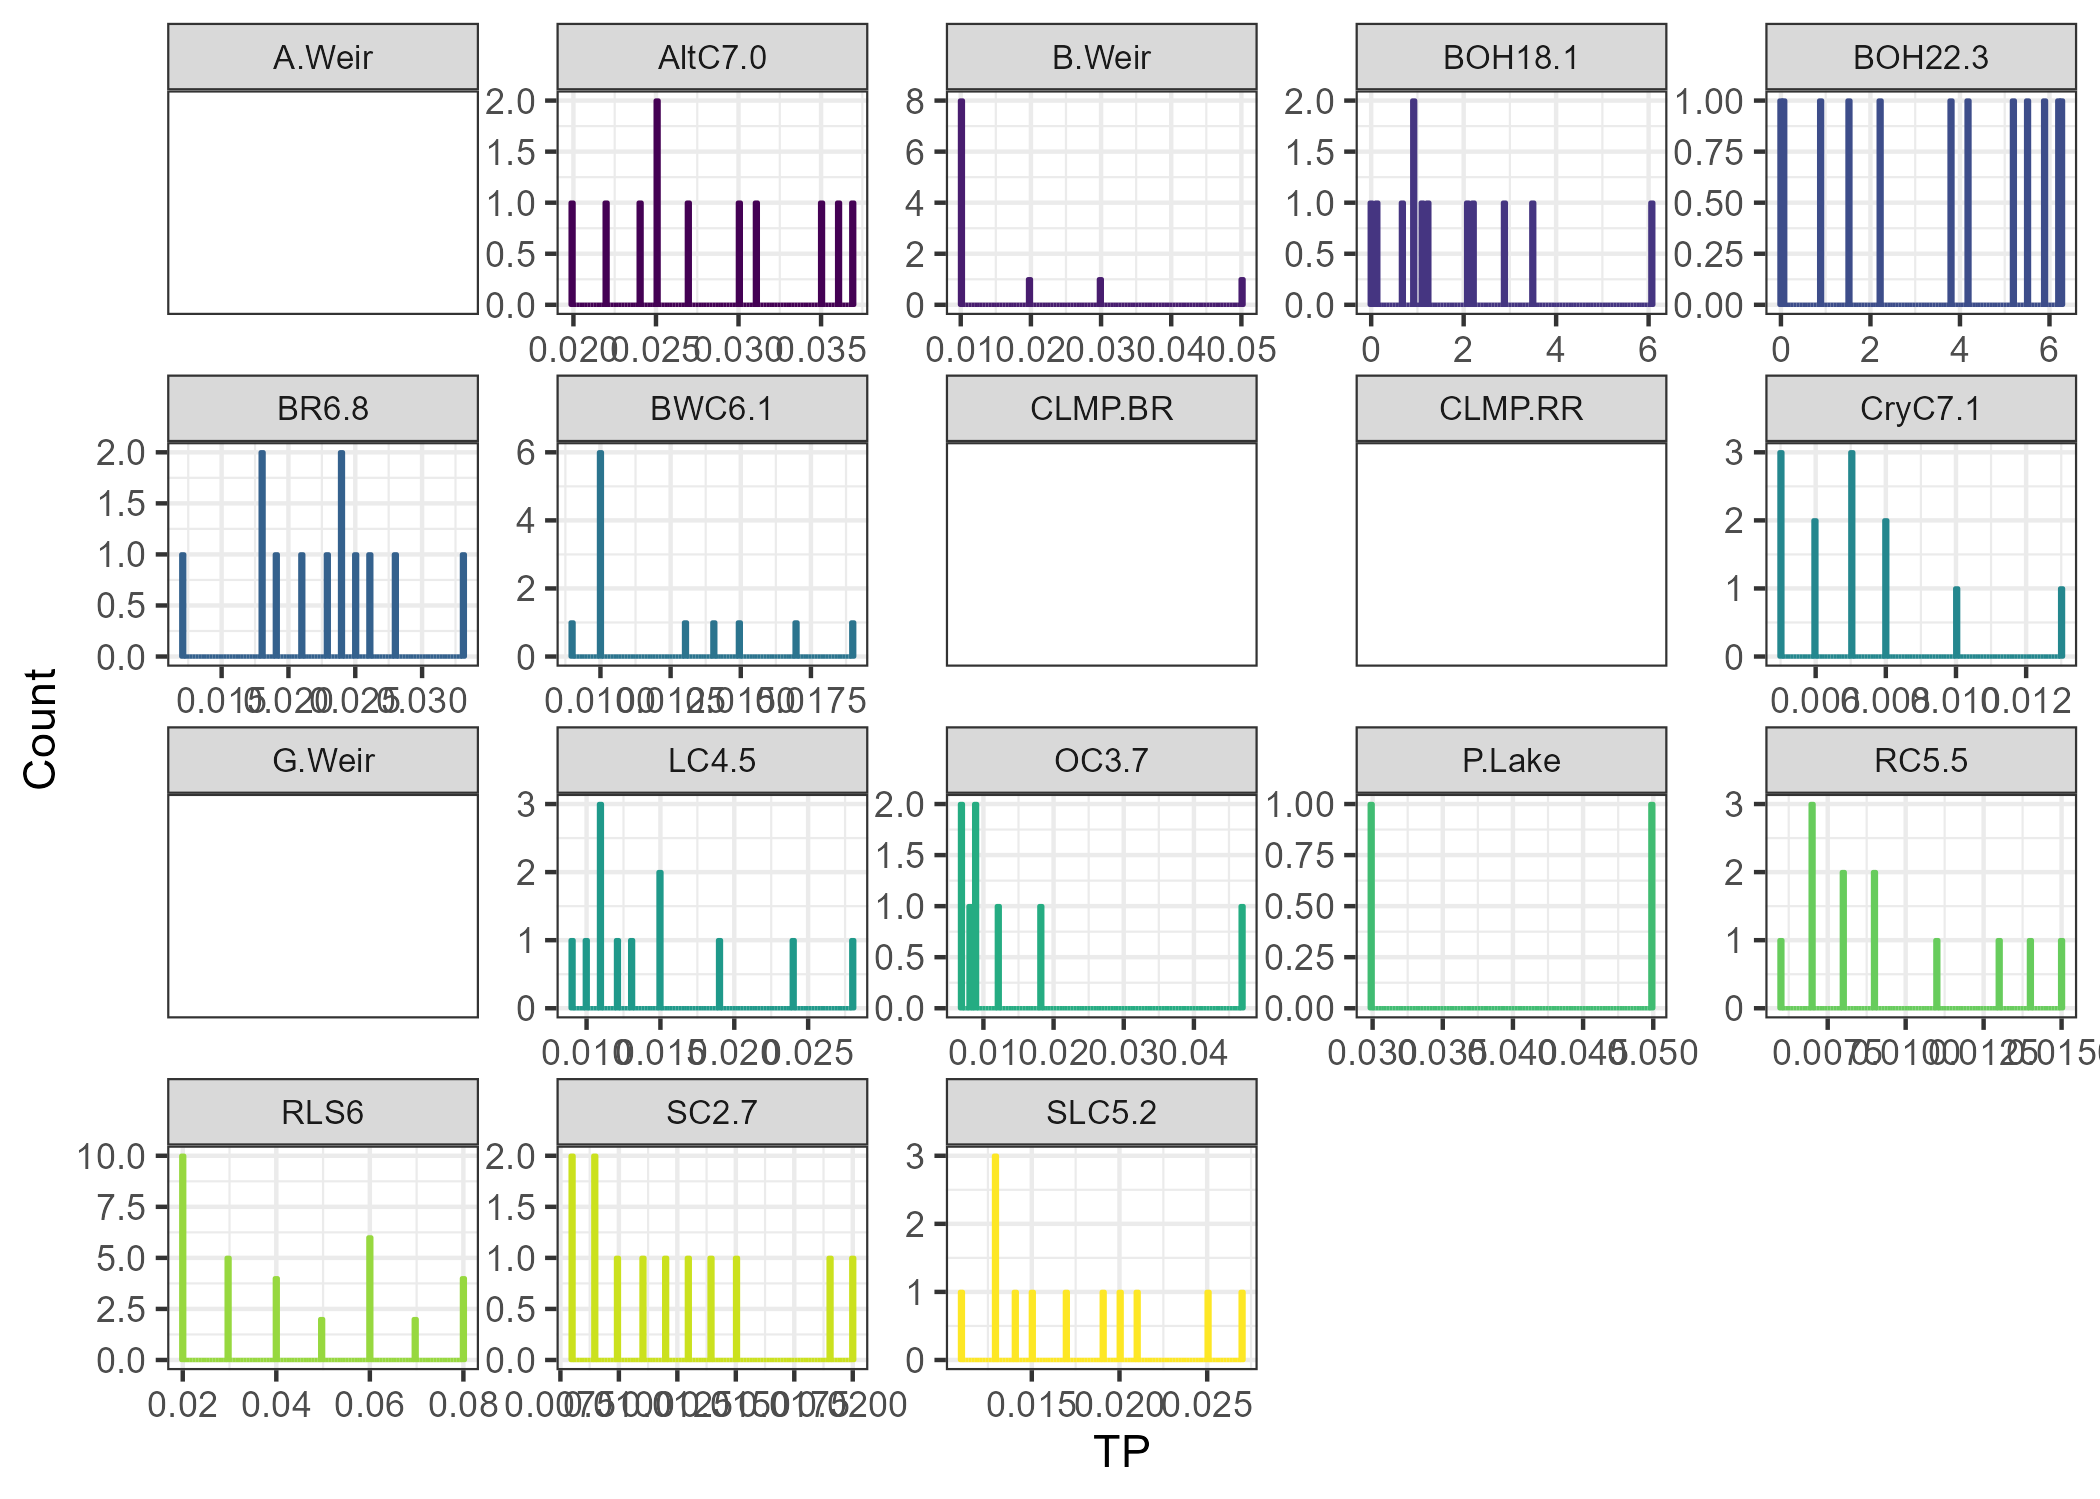 A.Weir AltC7.0 B.Weir BOH18.1 BOH22.3
2.0 8 2.0 1.00
1.5 6 1.5 0.75
1.0 4 1.0 0.50
0.5 2 0.5 0.25
0.0 0 0.0 0.00
0.020 0.025 0.030 0.035 0.01 0.02 0.03 0.04 0.05 0 2 4 6 0 2 4 6
BR6.8 BWC6.1 CLMP.BR CLMP.RR CryC7.1
2.0 6 3
1.5 4 2
1.0 2 1
0.5 0 0
0.0
0.015 0.020 0.025 0.030 0.0100 0.0125 0.0150 0.0175 0.006 0.008 0.010 0.012
Count
G.Weir LC4.5 OC3.7 P.Lake RC5.5
3 2.0 1.00 3
2 1.5 0.75 2
1 1.0 0.50 1
0 0.5 0.25 0
0.0 0.00
0.010 0.015 0.020 0.025 0.01 0.02 0.03 0.04 0.030 0.035 0.040 0.045 0.050 0.0075 0.0100 0.0125 0.0150
RLS6 SC2.7 SLC5.2
10.0 2.0 3
7.5 1.5 2
5.0 1.0 1
2.5 0.5 0
0.0 0.0
0.02 0.04 0.06 0.08 0.0075 0.0100 0.0125 0.0150 0.0175 0.0200 0.015 0.020 0.025
TP